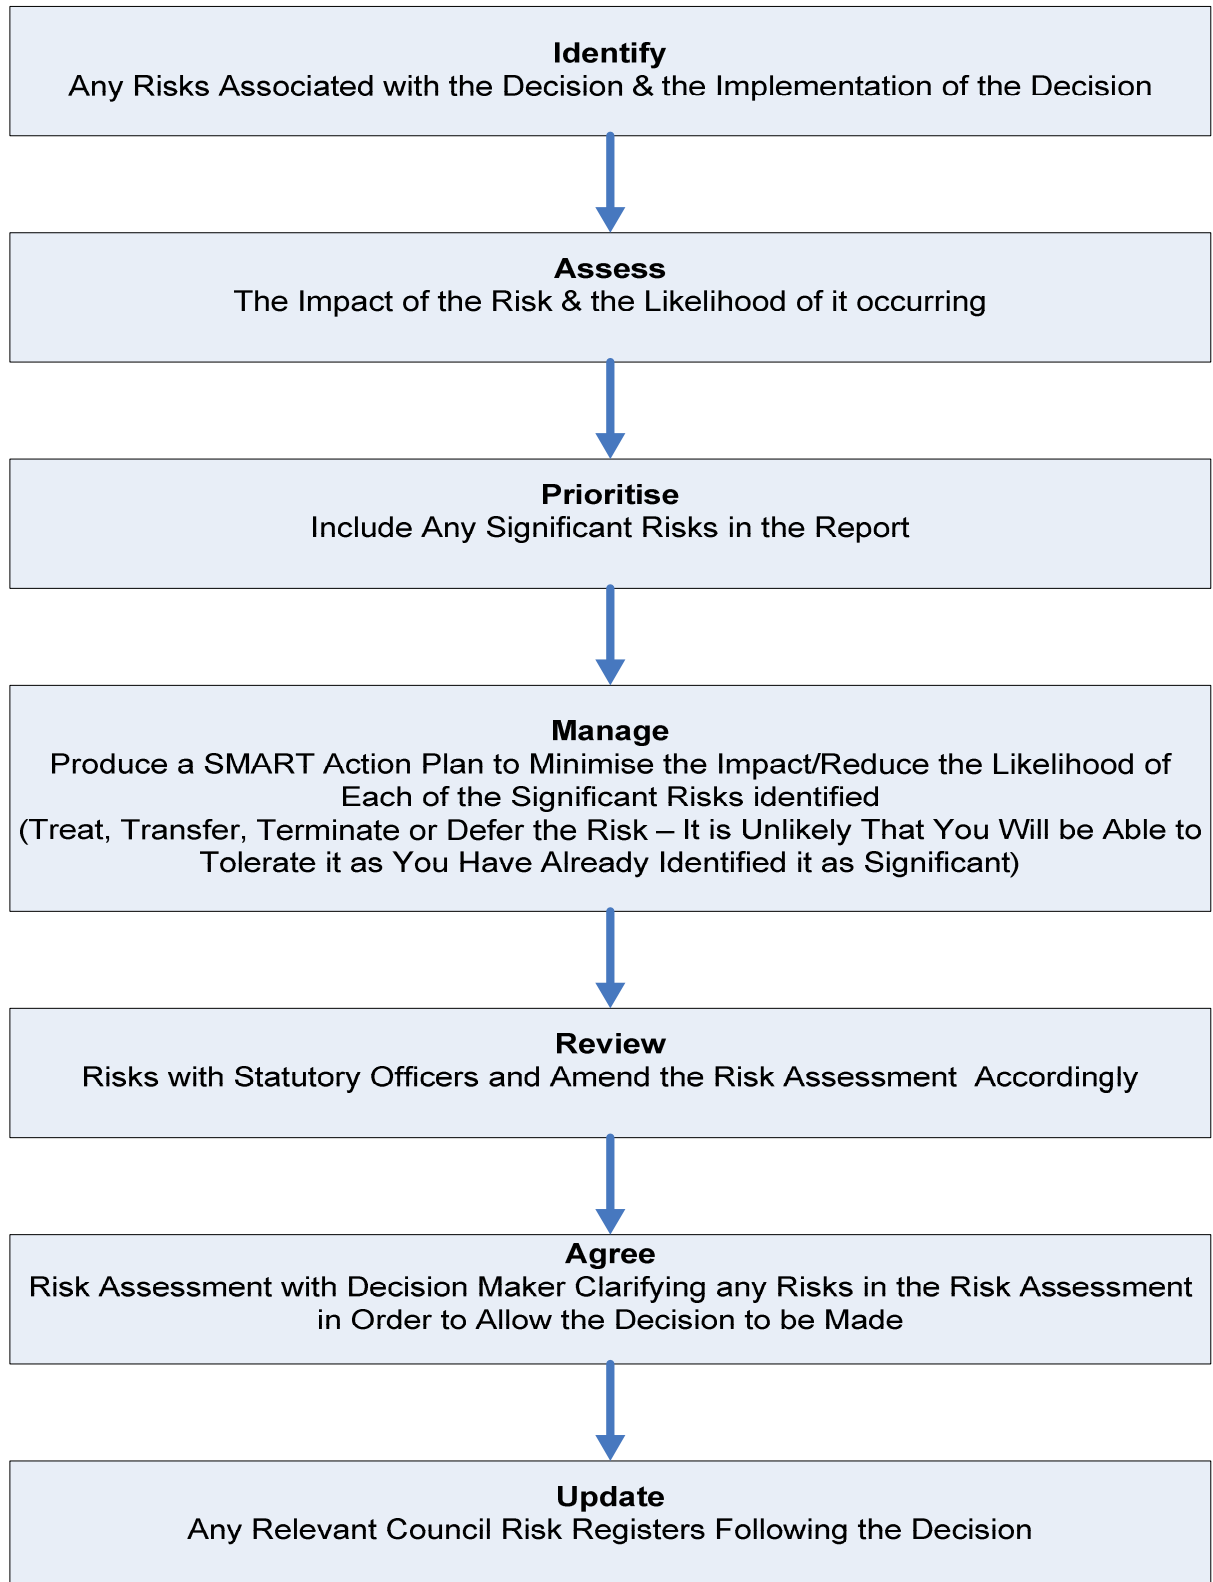 Identify
Any Risks Associated with the Decision & the Implementation of the Decision
Assess
The Impact of the Risk & the Likelihood of it occurring
Prioritise
Include Any Significant Risks in the Report
Manage
Produce a SMART Action Plan to Minimise the Impact/Reduce the Likelihood of
Each of the Significant Risks identified
(Treat, Transfer, Terminate or Defer the Risk – It is Unlikely That You Will be Able to
Tolerate it as You Have Already Identified it as Significant)
Review
Risks with Statutory Officers and Amend the Risk Assessment  Accordingly
Agree
Risk Assessment with Decision Maker Clarifying any Risks in the Risk Assessment
in Order to Allow the Decision to be Made
Update
Any Relevant Council Risk Registers Following the Decision